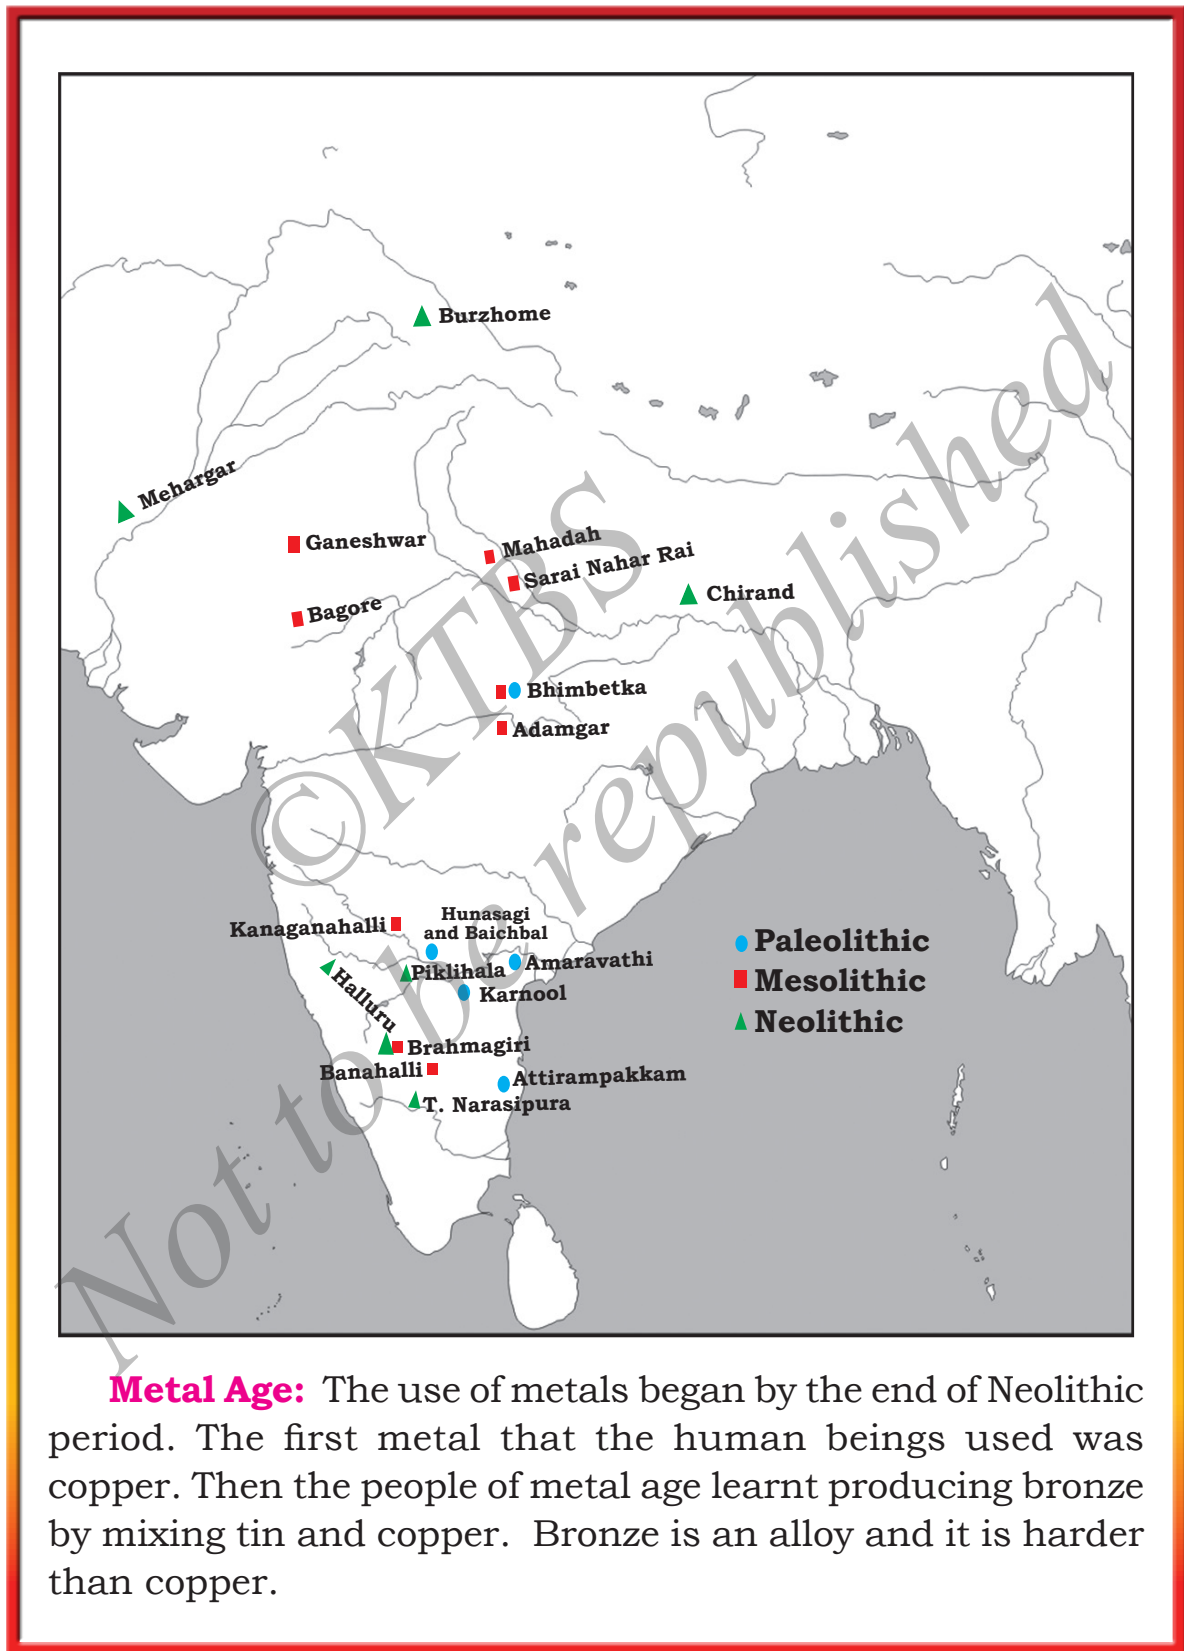 Burzhome
Mehargar
Ganeshwar
Mahadah
Sarai Nahar Rai
Bagore
Chirand
Bhimbetka
Adamgar
Kanaganahalli
Hunasagi
and Baichbal
Amaravathi
Piklihala
Halluru
Karnool
Brahmagiri
Banahalli
Attirampakkam
T. Narasipura
Paleolithic
Mesolithic
Neolithic
©KTBS
Not to be republished
Metal Age: The use of metals began by the end of Neolithic
period. The first metal that the human beings used was
copper. Then the people of metal age learnt producing bronze
by mixing tin and copper. Bronze is an alloy and it is harder
than copper.